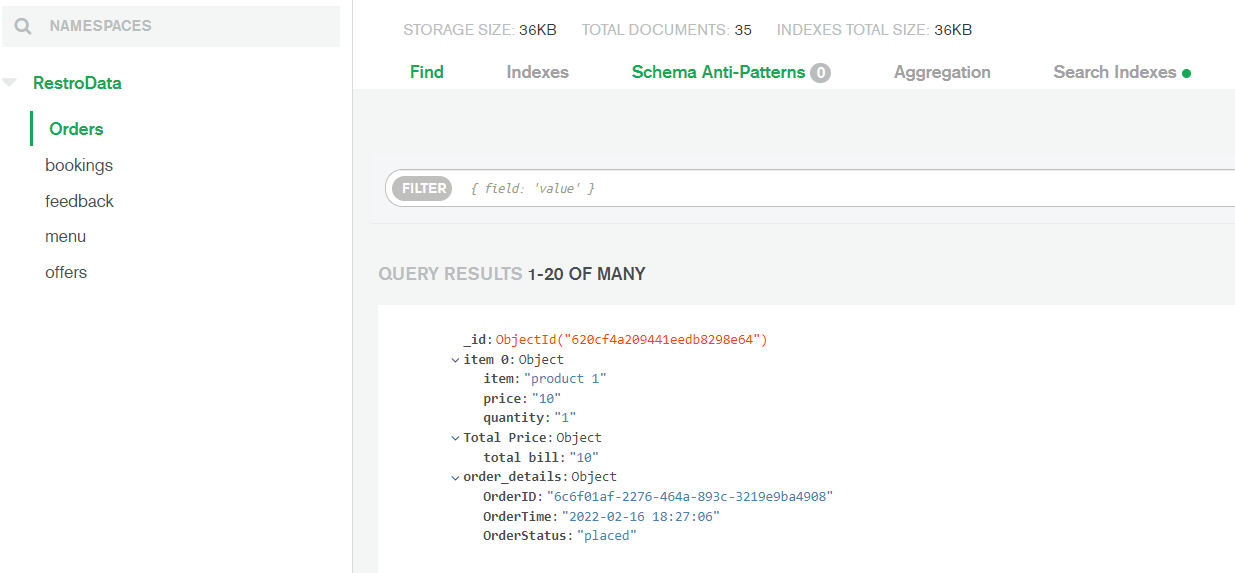 NAMESPACES
RestroData
Orders
bookings
feedback
menu
offers
STORAGE SIZE: 36KB TOTAL DOCUMENTS: 35 INDEXES TOTAL SIZE: 36KB
Find Indexes Schema Anti-Patterns 0 Aggregation Search Indexes
FILTER { field: 'value' }
QUERY RESULTS 1-20 OF MANY
_id: ObjectId("620cf4a209441eedb8298e64")
item 0: Object
item: "product 1"
price: "10"
quantity: "1"
Total Price: Object
total bill: "10"
order_details: Object
OrderID: "6c6f01af-2276-464a-893c-3219e9ba4908"
OrderTime: "2022-02-16 18:27:06"
OrderStatus: "placed"